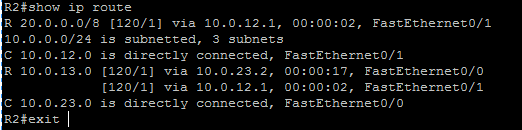 R2#show ip route
R 20.0.0.0/8 [120/1] via 10.0.12.1, 00:00:02, FastEthernet0/1
10.0.0.0/24 is subnetted, 3 subnets
C 10.0.12.0 is directly connected, FastEthernet0/1
R 10.0.13.0 [120/1] via 10.0.23.2, 00:00:17, FastEthernet0/0
[120/1] via 10.0.12.1, 00:00:02, FastEthernet0/1
C 10.0.23.0 is directly connected, FastEthernet0/0
R2#exit